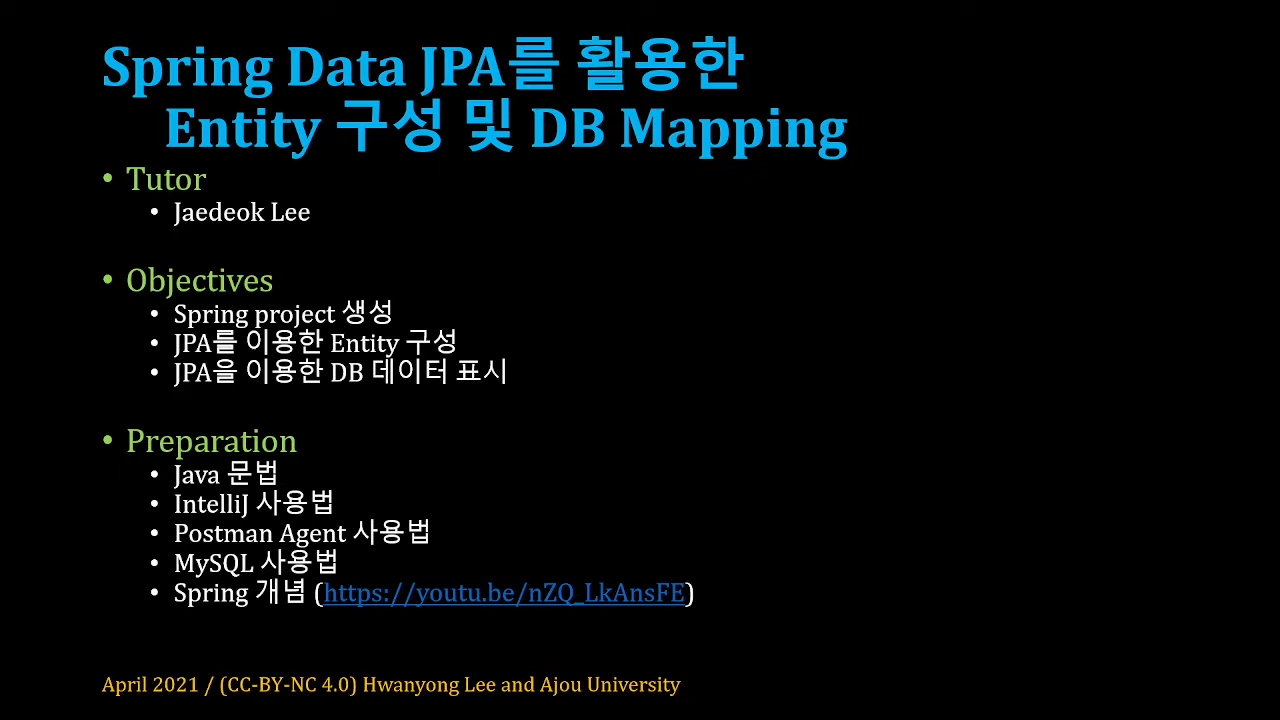 Spring Data JPA를 활용한
Entity 구성 및 DB Mapping
• Tutor
• Jaedeok Lee
• Objectives
• Spring project 생성
• JPA를 이용한 Entity 구성
• JPA을 이용한 DB 데이터 표시
• Preparation
• Java 문법
• IntelliJ 사용법
• Postman Agent 사용법
• MySQL 사용법
• Spring 개념 (https://youtu.be/nZQ_LkAnsFE)
April 2021 / (CC-BY-NC 4.0) Hwanyong Lee and Ajou University